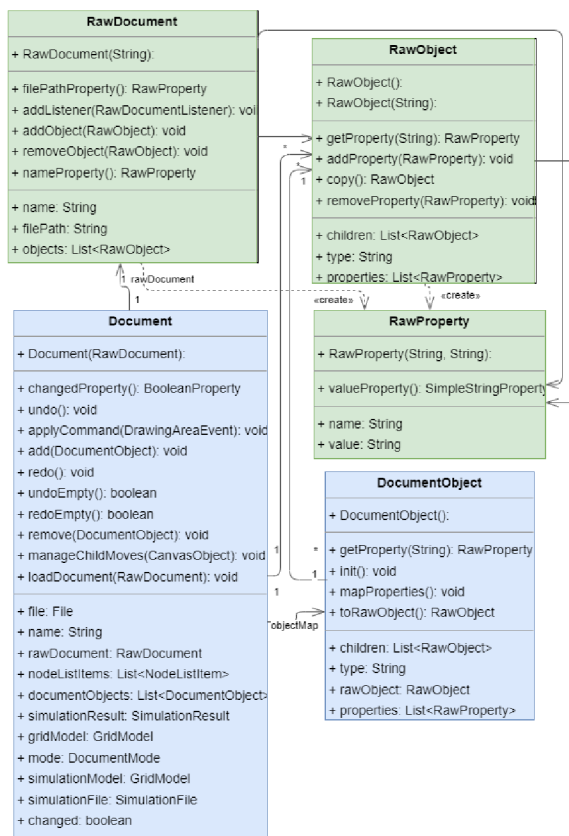 RawDocument
+ RawDocument(String):
+ filePathProperty(): RawProperty
+ addListener(RawDocumentListener): voi
+ addObject(RawObject): void
+ removeObject(RawObject): void
+ nameProperty(): RawProperty
+ name: String
+ filePath: String
+ objects: List<RawObject>
RawObject
+ RawObject():
+ RawObject(String):
+ getProperty(String): RawProperty
+ addProperty(RawProperty): void
+ copy(): RawObject
+ removeProperty(RawProperty): void
+ children: List<RawObject>
+ type: String
+ properties: List<RawProperty>
*
*
1
1 rawDocument
1
«create»
«create»
RawProperty
+ RawProperty(String, String):
+ valueProperty(): SimpleStringProperty
+ name: String
+ value: String
Document
+ Document(RawDocument):
+ changedProperty(): BooleanProperty
+ undo(): void
+ applyCommand(DrawingAreaEvent): void
+ add(DocumentObject): void
+ redo(): void
+ undoEmpty(): boolean
+ redoEmpty(): boolean
+ remove(DocumentObject): void
+ manageChildMoves(CanvasObject): void
+ loadDocument(RawDocument): void
+ file: File
+ name: String
+ rawDocument: RawDocument
+ nodeListItems: List<NodeListItem>
+ documentObjects: List<DocumentObject>
+ simulationResult: SimulationResult
+ gridModel: GridModel
+ mode: DocumentMode
+ simulationModel: GridModel
+ simulationFile: SimulationFile
+ changed: boolean
1
1
*
1
objectMap
DocumentObject
+ DocumentObject():
+ getProperty(String): RawProperty
+ init(): void
+ mapProperties(): void
+ toRawObject(): RawObject
+ children: List<RawObject>
+ type: String
+ rawObject: RawObject
+ properties: List<RawProperty>